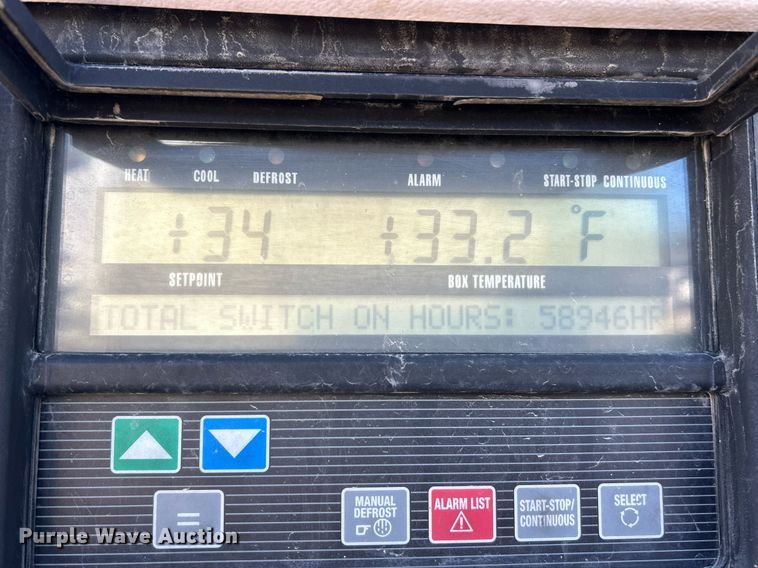 HEAT COOL DEFROST ALARM START-STOP CONTINUOUS
+34 +33.2 °F
SETPOINT BOX TEMPERATURE
TOTAL SWITCH ON HOURS: 58946HR
=
MANUAL DEFROST
ALARM LIST
START-STOP/
CONTINUOUS
SELECT
Purple Wave Auction